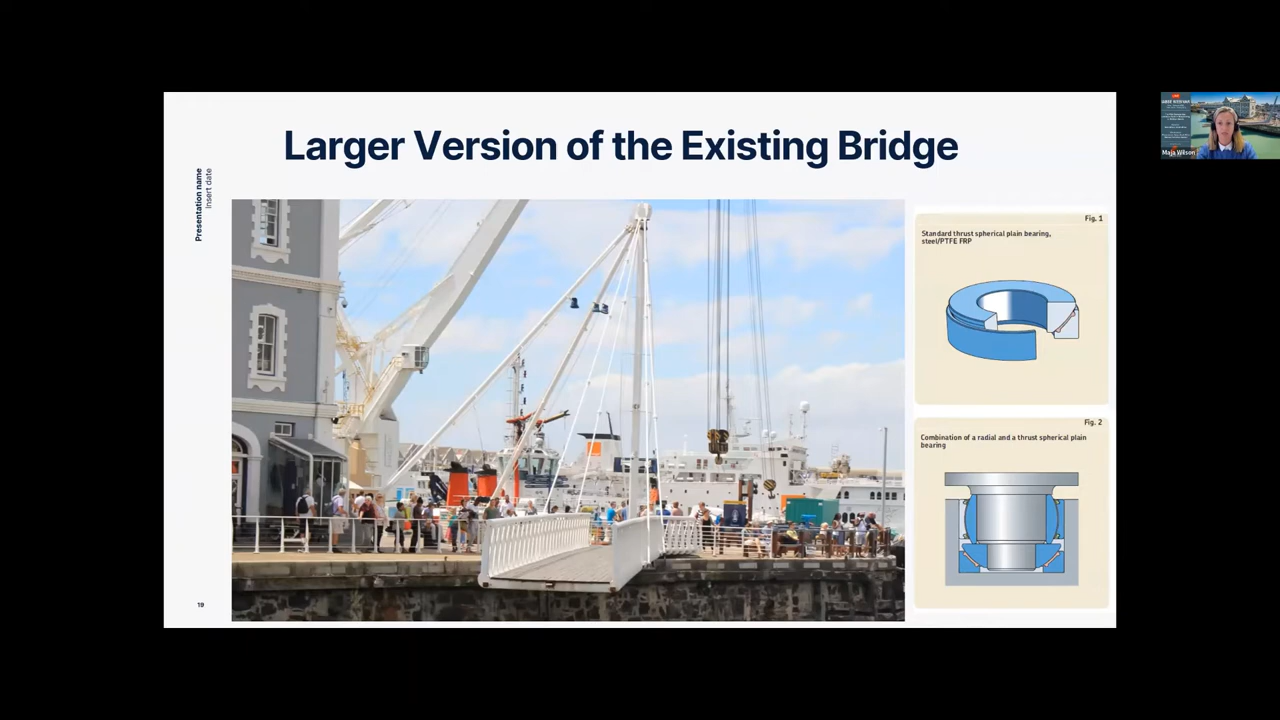 Larger Version of the Existing Bridge
Presentation name
Insert date
Fig. 1
Standard thrust spherical plain bearing,
steel/PTFE FRP
Fig. 2
Combination of a radial and a thrust spherical plain
bearing
19
Maja Wilson